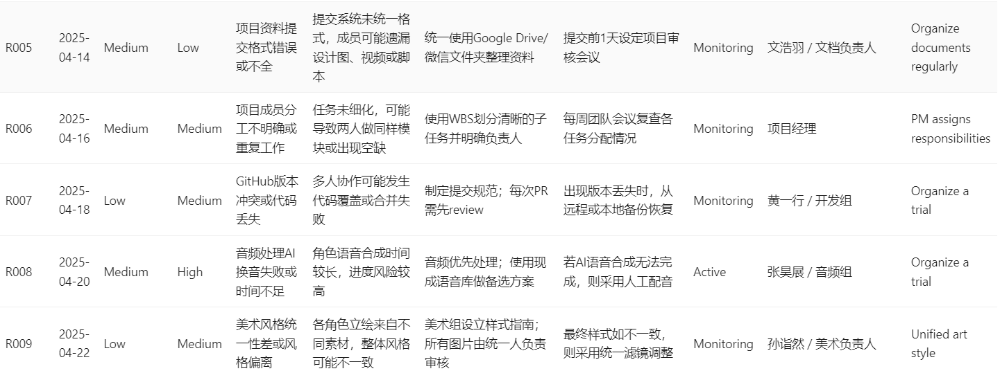 R005
2025-
04-14
Medium
Low
项目资料提
交格式错误
或不全
提交系统未统一格
式，成员可能遗漏
设计图、视频或脚
本
统一使用Google Drive/
微信文件夹整理资料
提交前1天设定项目审
核会议
Monitoring
文浩羽 / 文档负责人
Organize
documents
regularly
R006
2025-
04-16
Medium
Medium
项目成员分
工不明确或
重复工作
任务未细化，可能
导致两人做同样模
块或出现空缺
使用WBS划分清晰的子
任务并明确负责人
每周团队会议复查各
任务分配情况
Monitoring
项目经理
PM assigns
responsibilities
R007
2025-
04-18
Low
Medium
GitHub版本
冲突或代码
丢失
多人协作可能发生
代码覆盖或合并失
败
制定提交规范；每次PR
需先review
出现版本丢失时，从
远程或本地备份恢复
Monitoring
黄一行 / 开发组
Organize a
trial
R008
2025-
04-20
Medium
High
音频处理AI
换音失败或
时间不足
角色语音合成时间
较长，进度风险较
高
音频优先处理；使用现
成语音库做备选方案
若AI语音合成无法完
成，则采用人工配音
Active
张昊展 / 音频组
Organize a
trial
R009
2025-
04-22
Low
Medium
美术风格统
一性差或风
格偏离
各角色立绘来自不
同素材，整体风格
可能不一致
美术组设立样式指南；
所有图片由统一人负责
审核
最终样式如不一致，
则采用统一滤镜调整
Monitoring
孙诣然 / 美术负责人
Unified art
style